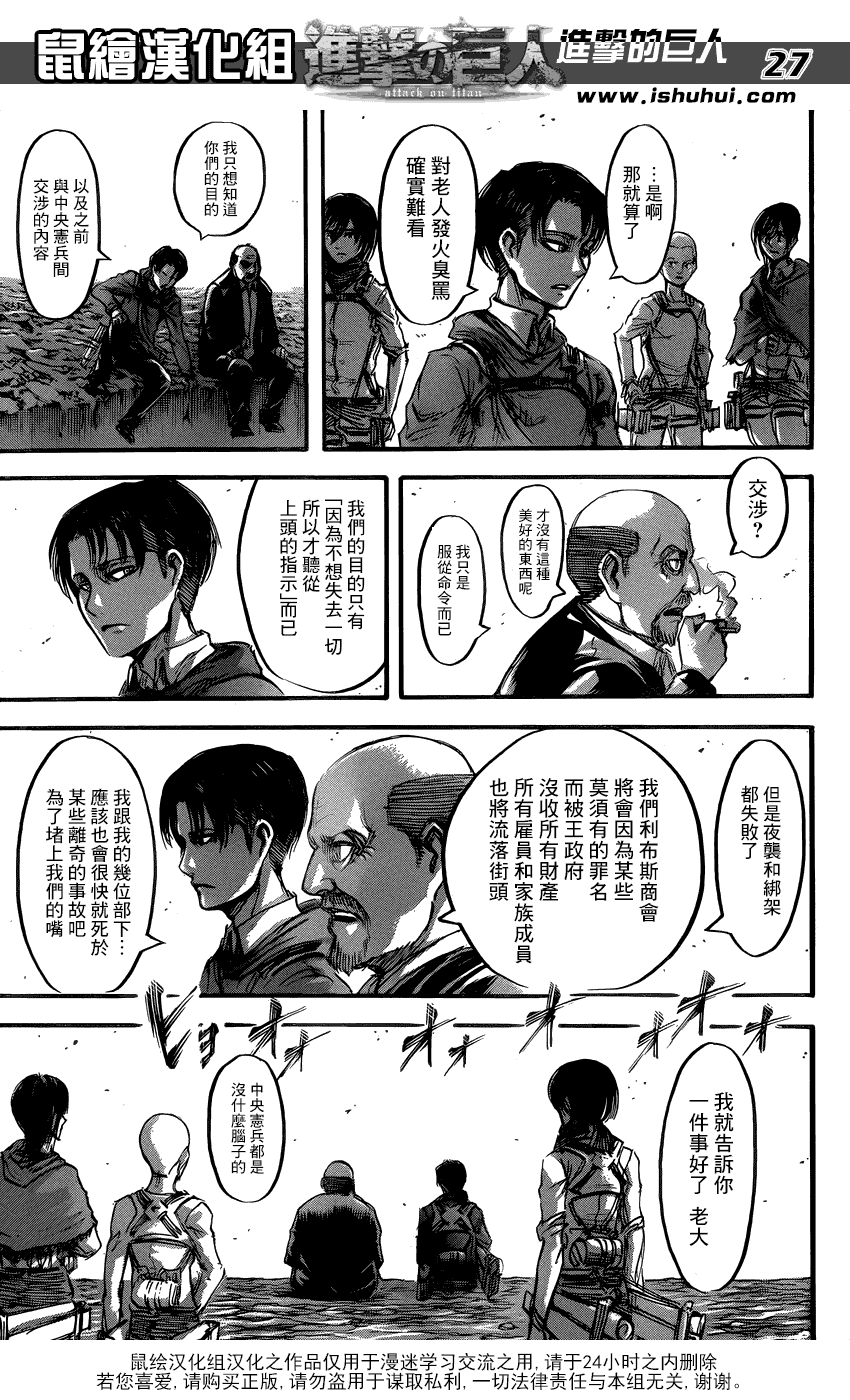 鼠繪漢化組
進撃の巨人
attack on titan
進擊的巨人
27
www.ishuhui.com
…是啊
那就算了
對老人發火臭罵
確實難看
我只想知道
你們的目的
以及之前
與中央憲兵間
交涉的內容
交涉?
才沒有這種
美好的東西呢
我只是
服從命令而已
我們的目的只有
「因為不想失去一切
所以才聽從
上頭的指示」而已
但是夜襲和綁架
都失敗了
我們利布斯商會
將會因為某些
莫須有的罪名
而被王政府
沒收所有財產
所有雇員和家族成員
也將流落街頭
我跟我的幾位部下…
應該也會很快就死於
某些離奇的事故吧
為了堵上我們的嘴
ヒョオオオオオ
我就告訴你
一件事好了 老大
中央憲兵都是
沒什麼腦子的
鼠绘汉化组汉化之作品仅用于漫迷学习交流之用, 请于24小时之内删除
若您喜爱, 请购买正版, 请勿盗用于谋取私利, 一切法律责任与本组无关, 谢谢。